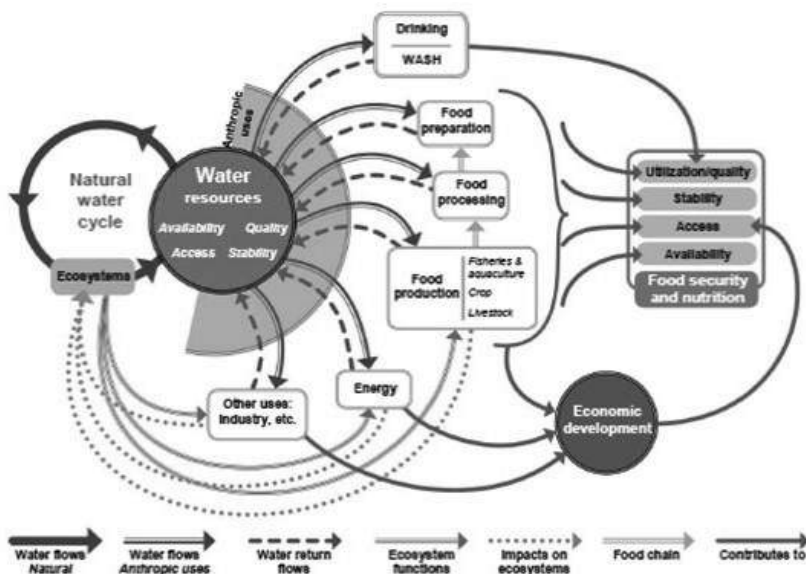 Drinking
WASH
Anthropic
uses
Food
preparation
Natural
water
cycle
Water
resources
Availability Quality
Access Stability
Food
processing
Utilization/quality
Stability
Access
Availability
Food security
and nutrition
Ecosystems
Food
production
Fisheries &
aquaculture
Crop
Livestock
Energy
Other uses:
Industry, etc.
Economic
development
Water flows
Natural
Water flows
Anthropic uses
Water return
flows
Ecosystem
functions
Impacts on
ecosystems
Food chain
Contributes to